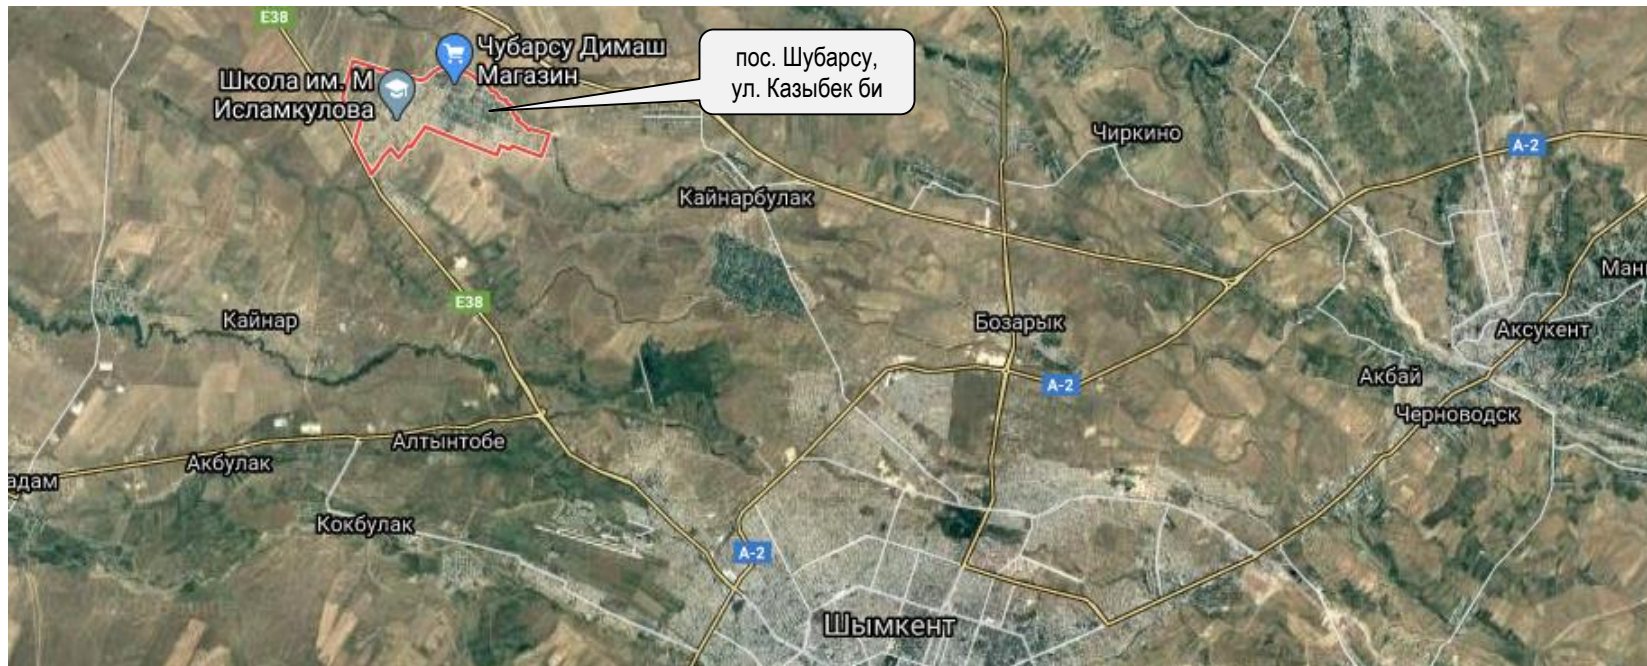 E38
Чубарсу Димаш
Магазин
Школа им. М
Исламкулова
пос. Шубарсу,
ул. Казыбек би
Чиркино
A-2
Кайнарбулак
Манк
E38
Кайнар
Бозарык
Аксукент
A-2
Акбай
Черноводск
Алтынтобе
Акбулак
адам
Кокбулак
A-2
Шымкент